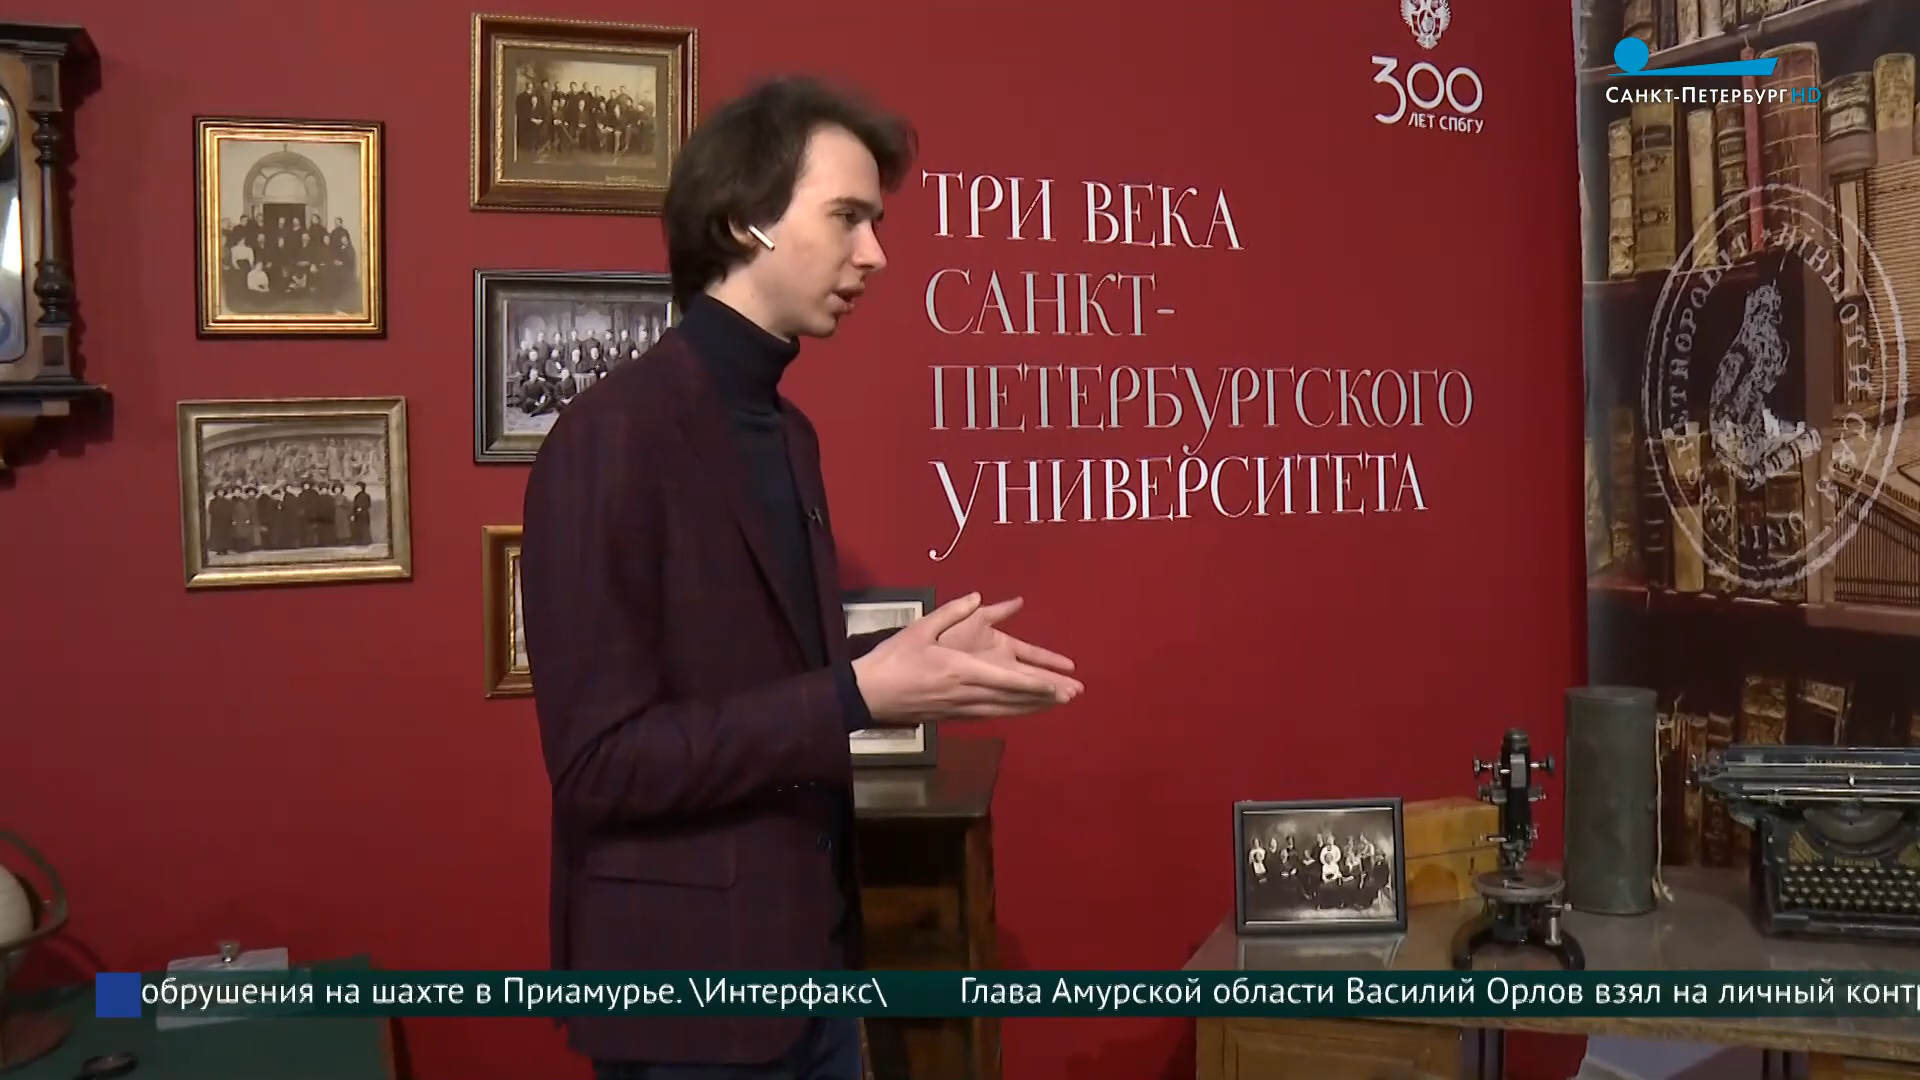 300
ЛЕТ СПБГУ
САНКТ-ПЕТЕРБУРГ HD
ТРИ ВЕКА
САНКТ-
ПЕТЕРБУРГСКОГО
УНИВЕРСИТЕТА
обрушения на шахте в Приамурье. \Интерфакс\ Глава Амурской области Василий Орлов взял на личный конт